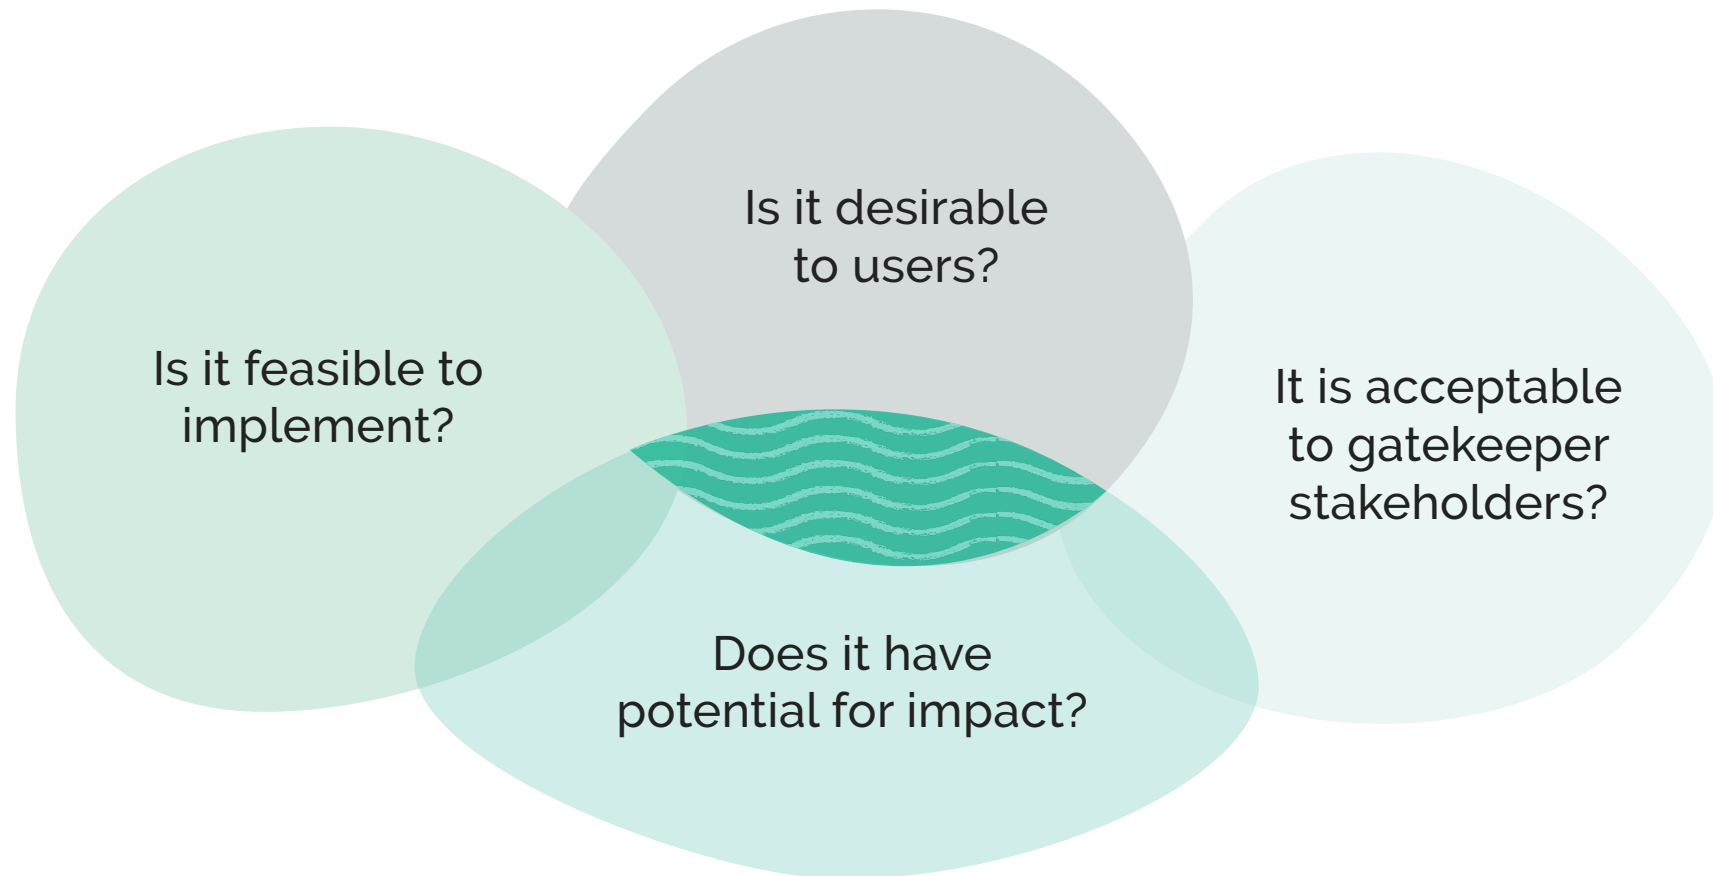 Is it desirable
to users?
Is it feasible to
implement?
It is acceptable
to gatekeeper
stakeholders?
Does it have
potential for impact?